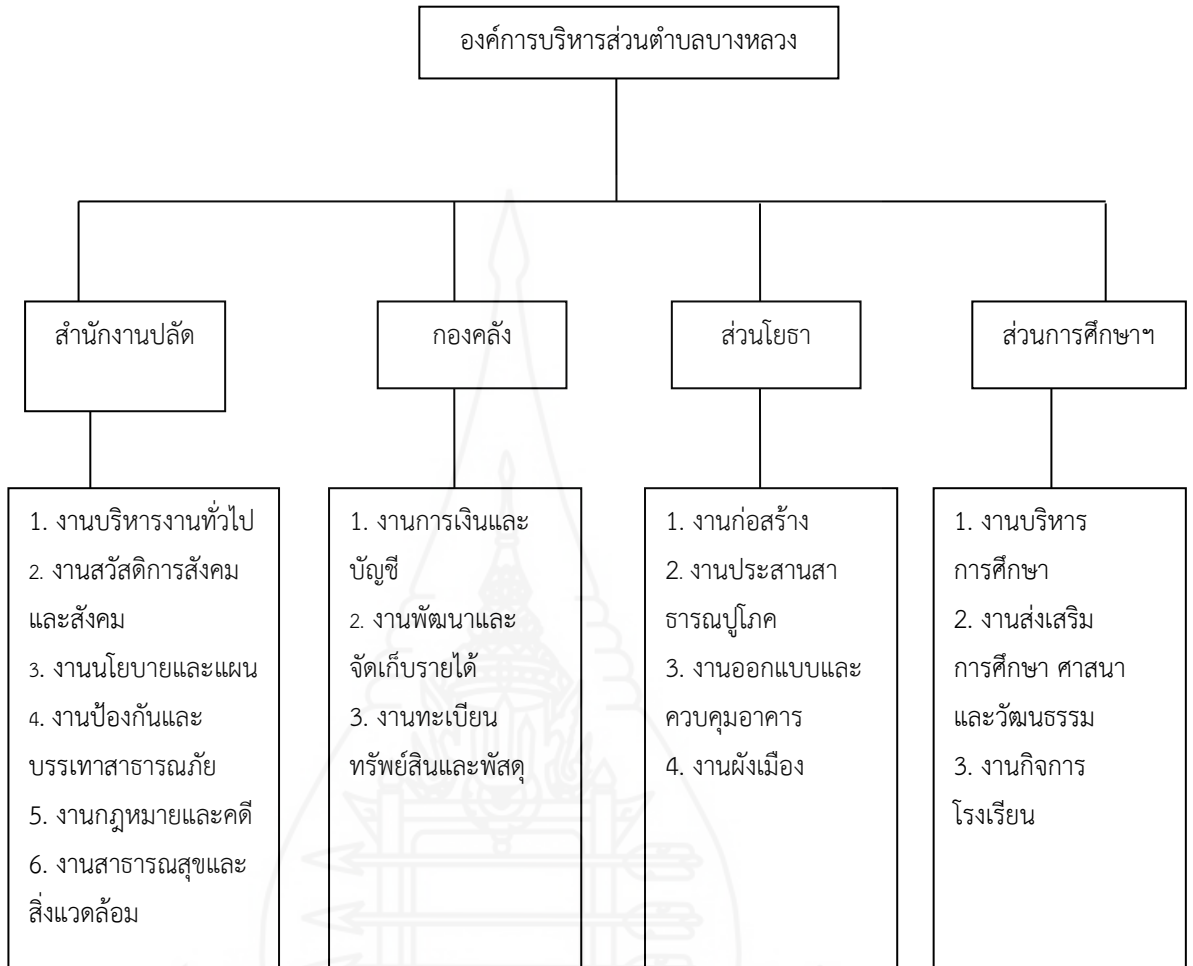 องค์การบริหารส่วนตำบลบางหลวง
สำนักงานปลัด
กองคลัง
ส่วนโยธา
ส่วนการศึกษาฯ
1. งานบริหารงานทั่วไป
2. งานสวัสดิการสังคม
และสังคม
3. งานนโยบายและแผน
4. งานป้องกันและ
บรรเทาสาธารณภัย
5. งานกฎหมายและคดี
6. งานสาธารณสุขและ
สิ่งแวดล้อม
1. งานการเงินและ
บัญชี
2. งานพัฒนาและ
จัดเก็บรายได้
3. งานทะเบียน
ทรัพย์สินและพัสดุ
1. งานก่อสร้าง
2. งานประสานสา
ธารณปูโภค
3. งานออกแบบและ
ควบคุมอาคาร
4. งานผังเมือง
1. งานบริหาร
การศึกษา
2. งานส่งเสริม
การศึกษา ศาสนา
และวัฒนธรรม
3. งานกิจการ
โรงเรียน